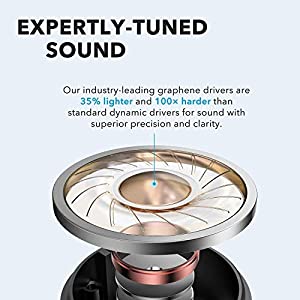 EXPERTLY-TUNED
SOUND
Our industry-leading graphene drivers are
35% lighter and 100× harder than
standard dynamic drivers for sound with
superior precision and clarity.